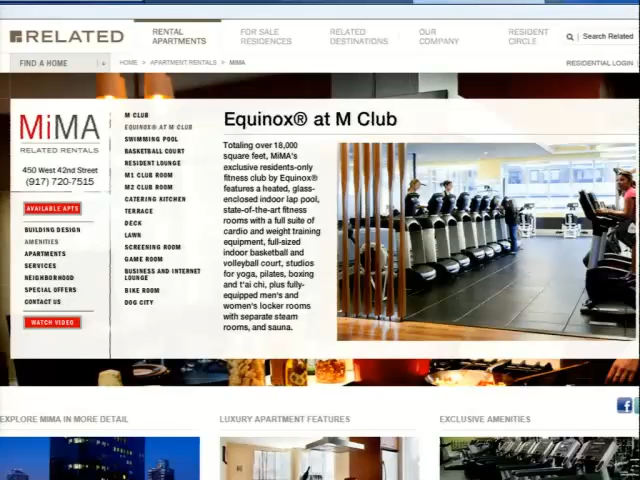 RELATED
RENTAL
APARTMENTS
FOR SALE
RESIDENCES
RELATED
DESTINATIONS
OUR
COMPANY
RESIDENT
CIRCLE
Search Related
FIND A HOME
HOME > APARTMENT RENTALS > MiMA
RESIDENTIAL LOGIN
MiMA
RELATED RENTALS
450 West 42nd Street
(917) 720-7515
AVAILABLE APTS
BUILDING DESIGN
AMENITIES
APARTMENTS
SERVICES
NEIGHBORHOOD
SPECIAL OFFERS
CONTACT US
WATCH VIDEO
M CLUB
EQUINOX® AT M CLUB
SWIMMING POOL
BASKETBALL COURT
RESIDENT LOUNGE
M1 CLUB ROOM
M2 CLUB ROOM
CATERING KITCHEN
TERRACE
DECK
LAWN
SCREENING ROOM
GAME ROOM
BUSINESS AND INTERNET
LOUNGE
BIKE ROOM
DOG CITY
Equinox® at M Club
Totaling over 18,000
square feet, MiMA's
exclusive residents-only
fitness club by Equinox®
features a heated, glass-
enclosed indoor lap pool,
state-of-the-art fitness
rooms with a full suite of
cardio and weight training
equipment, full-sized
indoor basketball and
volleyball court, studios
for yoga, pilates, boxing
and t'ai chi, plus fully-
equipped men's and
women's locker rooms
with separate steam
rooms, and sauna.
f
EXPLORE MIMA IN MORE DETAIL
LUXURY APARTMENT FEATURES
EXCLUSIVE AMENITIES